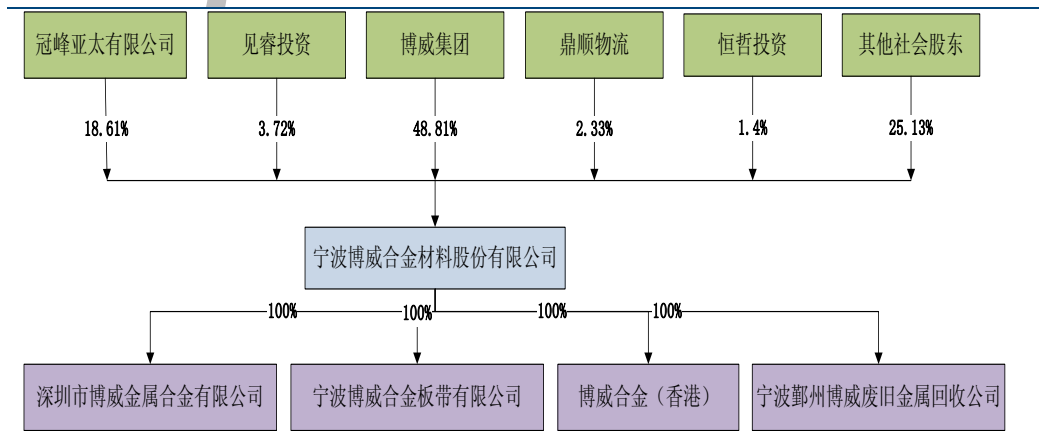 冠峰亚太有限公司
见睿投资
博威集团
鼎顺物流
恒哲投资
其他社会股东
18.61%
3.72%
48.81%
2.33%
1.4%
25.13%
宁波博威合金材料股份有限公司
100%
100%
100%
100%
深圳市博威金属合金有限公司
宁波博威合金板带有限公司
博威合金（香港）
宁波鄞州博威废旧金属回收公司